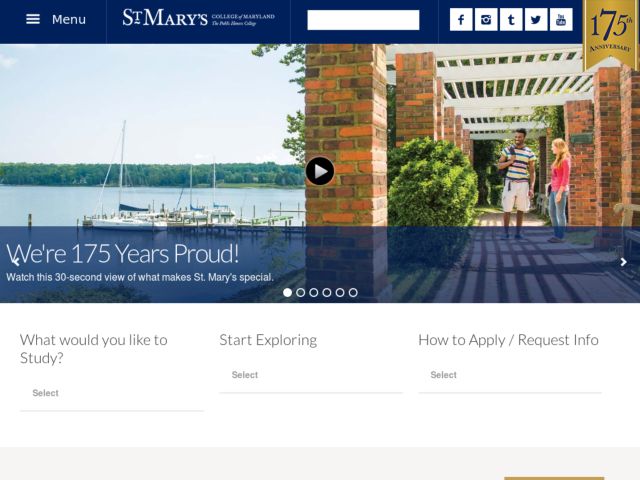 Menu
ST MARY'S
COLLEGE of MARYLAND
The Public Honors College
175th
ANNIVERSARY
We're 175 Years Proud!
Watch this 30-second view of what makes St. Mary's special.
What would you like to
Study?
Select
Start Exploring
Select
How to Apply / Request Info
Select